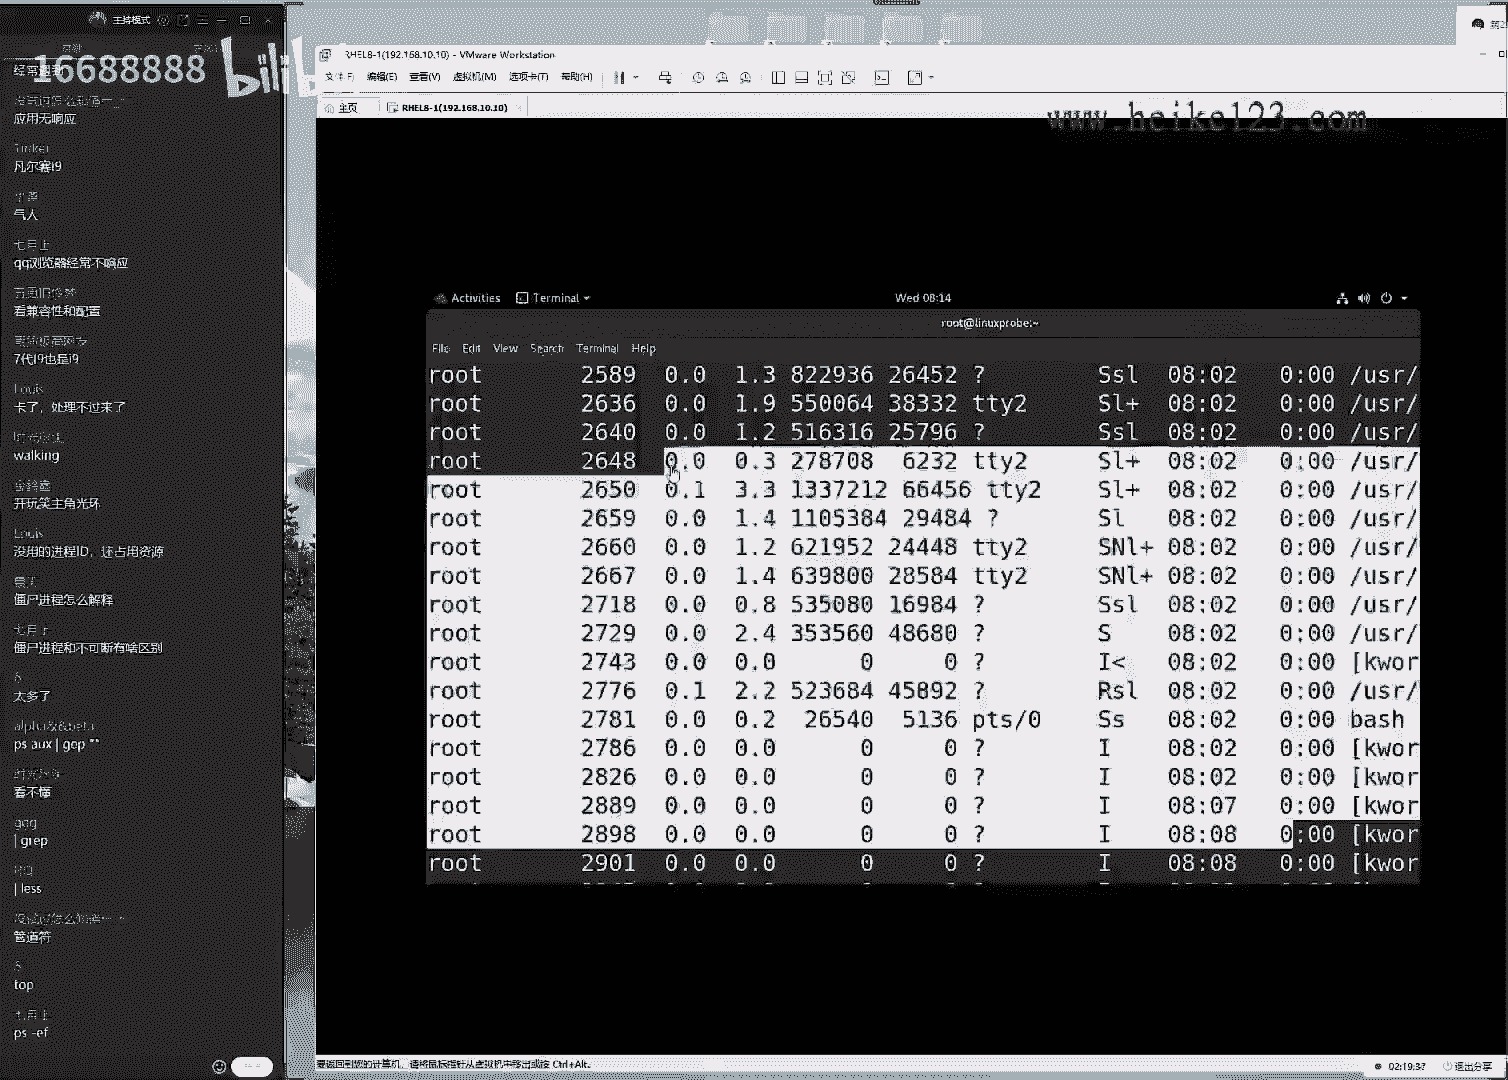 主持模式
16688888
bilib
应用无响应
凡尔赛i9
气人
七月上
qq浏览器经常不响应
看兼容性和配置
7代i9也是i9
Louis
卡了，处理不过来了
walking
开玩笑主角光环
Louis
没用的进程ID，还占用资源
僵尸进程怎么解释
七月上
僵尸进程和不可断有啥区别
太多了
alpha&&beta
ps aux | gep ""
看不懂
gqg
| grep
| less
管道符
top
七月上
ps -ef
RHEL8-1(192.168.10.10) - VMware Workstation
文件(F) 编辑(E) 查看(V) 虚拟机(M) 选项卡(T) 帮助(H)
主页 RHEL8-1(192.168.10.10)
www.heike123.com
Activities Terminal Wed 08:14
root@linuxprobe:~
File Edit View Search Terminal Help
root 2589 0.0 1.3 822936 26452 ? Ssl 08:02 0:00 /usr/
root 2636 0.0 1.9 550064 38332 tty2 Sl+ 08:02 0:00 /usr/
root 2640 0.0 1.2 516316 25796 ? Ssl 08:02 0:00 /usr/
root 2648 0.0 0.3 278708 6232 tty2 Sl+ 08:02 0:00 /usr/
root 2650 0.1 3.3 1337212 66456 tty2 Sl+ 08:02 0:00 /usr/
root 2659 0.0 1.4 1105384 29484 ? Sl 08:02 0:00 /usr/
root 2660 0.0 1.2 621952 24448 tty2 SNl+ 08:02 0:00 /usr/
root 2667 0.0 1.4 639800 28584 tty2 SNl+ 08:02 0:00 /usr/
root 2718 0.0 0.8 535080 16984 ? Ssl 08:02 0:00 /usr/
root 2729 0.0 2.4 353560 48680 ? S 08:02 0:00 /usr/
root 2743 0.0 0.0 0 0 ? I< 08:02 0:00 [kwor
root 2776 0.1 2.2 523684 45892 ? Rsl 08:02 0:00 /usr/
root 2781 0.0 0.2 26540 5136 pts/0 Ss 08:02 0:00 bash
root 2786 0.0 0.0 0 0 ? I 08:02 0:00 [kwor
root 2826 0.0 0.0 0 0 ? I 08:02 0:00 [kwor
root 2889 0.0 0.0 0 0 ? I 08:07 0:00 [kwor
root 2898 0.0 0.0 0 0 ? I 08:08 0:00 [kwor
root 2901 0.0 0.0 0 0 ? I 08:08 0:00 [kwor
要返回到您的计算机，请将鼠标指针从虚拟机中移出或按 Ctrl+Alt。
02:19:37 退出分享